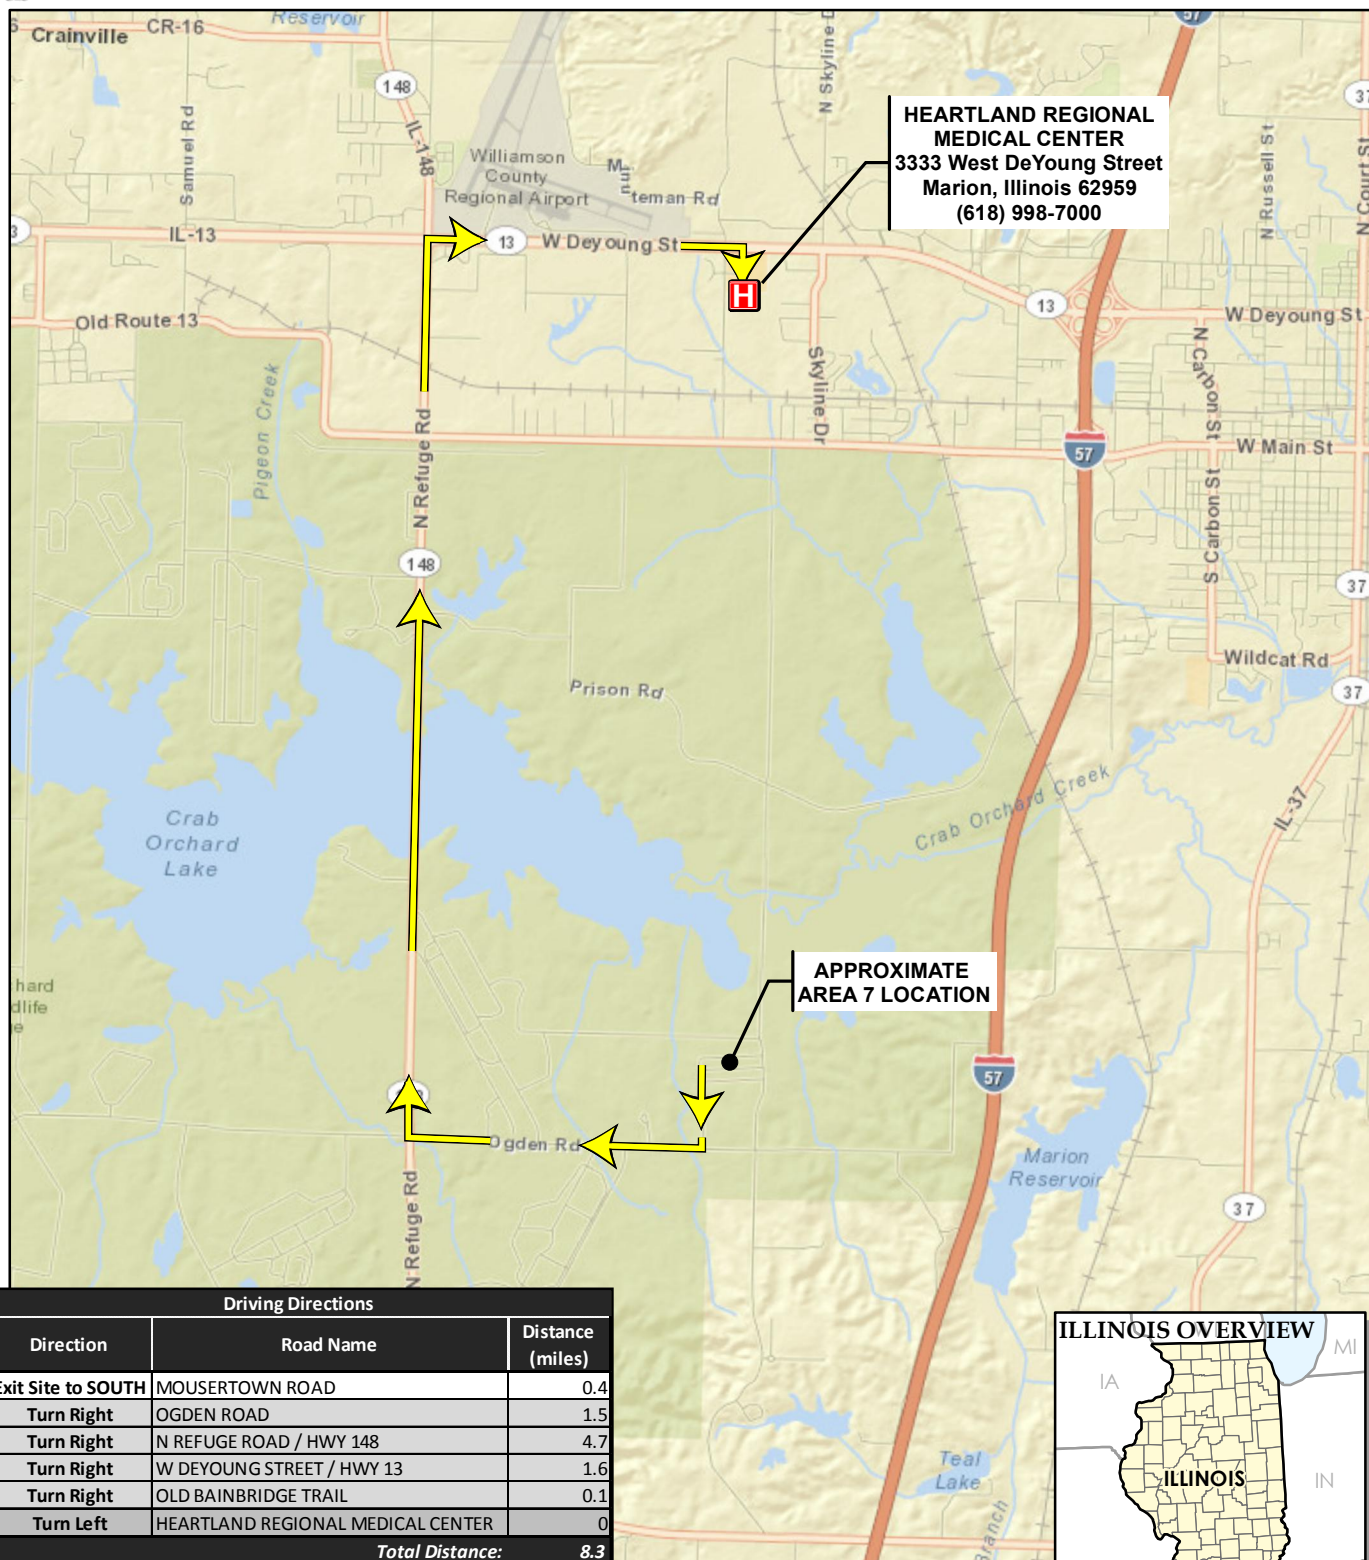 Reservoir
57
Crainville
CR-16
148
IL-148
N Skyline D
37
Samuel Rd
HEARTLAND REGIONAL
MEDICAL CENTER
3333 West DeYoung Street
Marion, Illinois 62959
(618) 998-7000
N Russell St
N Court St
Williamson
County
Regional Airport
Munteman Rd
IL-13
13
W Deyoung St
H
13
W Deyoung St
Old Route 13
Pigeon Creek
Skyline Dr
N Carbon St
N Refuge Rd
57
W Main St
S Carbon St
148
37
Wildcat Rd
37
Prison Rd
Crab
Orchard
Lake
Crab Orchard Creek
IL-37
hard
dlife
e
APPROXIMATE
AREA 7 LOCATION
57
Ogden Rd
Marion
Reservoir
N Refuge Rd
37
Driving Directions
Direction Road Name Distance
(miles)
Exit Site to SOUTH MOUSERTOWN ROAD 0.4
Turn Right OGDEN ROAD 1.5
Turn Right N REFUGE ROAD / HWY 148 4.7
Turn Right W DEYOUNG STREET / HWY 13 1.6
Turn Right OLD BAINBRIDGE TRAIL 0.1
Turn Left HEARTLAND REGIONAL MEDICAL CENTER 0
Total Distance: 8.3
Teal
Lake
Branch
ILLINOIS OVERVIEW
MI
IA
ILLINOIS
IN